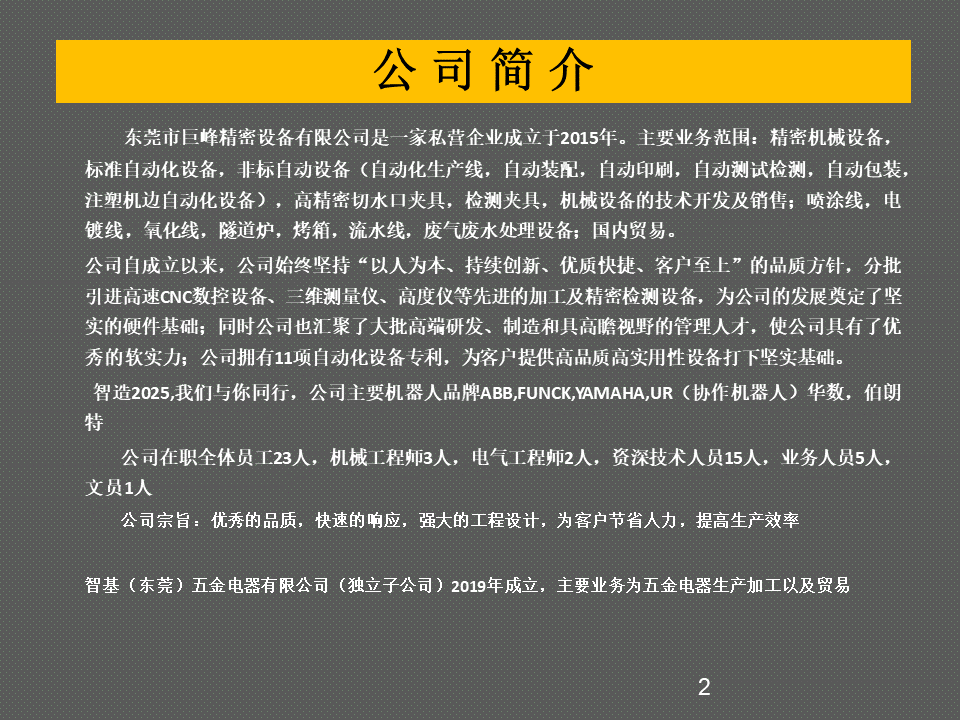 公 司 简 介
东莞市巨峰精密设备有限公司是一家私营企业成立于2015年。主要业务范围：精密机械设备，
标准自动化设备，非标自动设备（自动化生产线，自动装配，自动印刷，自动测试检测，自动包装，
注塑机边自动化设备），高精密切水口夹具，检测夹具，机械设备的技术开发及销售；喷涂线，电
镀线，氧化线，隧道炉，烤箱，流水线，废气废水处理设备；国内贸易。
公司自成立以来，公司始终坚持“以人为本、持续创新、优质快捷、客户至上”的品质方针，分批
引进高速CNC数控设备、三维测量仪、高度仪等先进的加工及精密检测设备，为公司的发展奠定了坚
实的硬件基础；同时公司也汇聚了大批高端研发、制造和具高瞻视野的管理人才，使公司具有了优
秀的软实力；公司拥有11项自动化设备专利，为客户提供高品质高实用性设备打下坚实基础。
智造2025,我们与你同行，公司主要机器人品牌ABB,FUNCK,YAMAHA,UR（协作机器人）华数，伯朗
特
公司在职全体员工23人，机械工程师3人，电气工程师2人，资深技术人员15人，业务人员5人，
文员1人
公司宗旨：优秀的品质，快速的响应，强大的工程设计，为客户节省人力，提高生产效率
智基（东莞）五金电器有限公司（独立子公司）2019年成立，主要业务为五金电器生产加工以及贸易
2